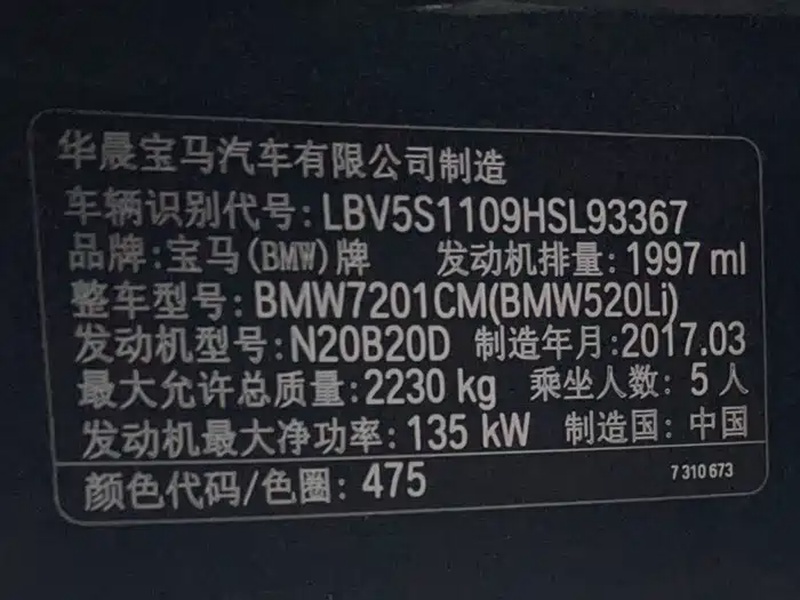 华晨宝马汽车有限公司制造
车辆识别代号:LBV5S1109HSL93367
品牌:宝马(BMW)牌 发动机排量:1997 ml
整车型号:BMW7201CM(BMW520Li)
发动机型号:N20B20D 制造年月:2017.03
最大允许总质量:2230 kg 乘坐人数: 5 人
发动机最大净功率: 135 kW 制造国: 中国
颜色代码/色圈: 475 7 310 673